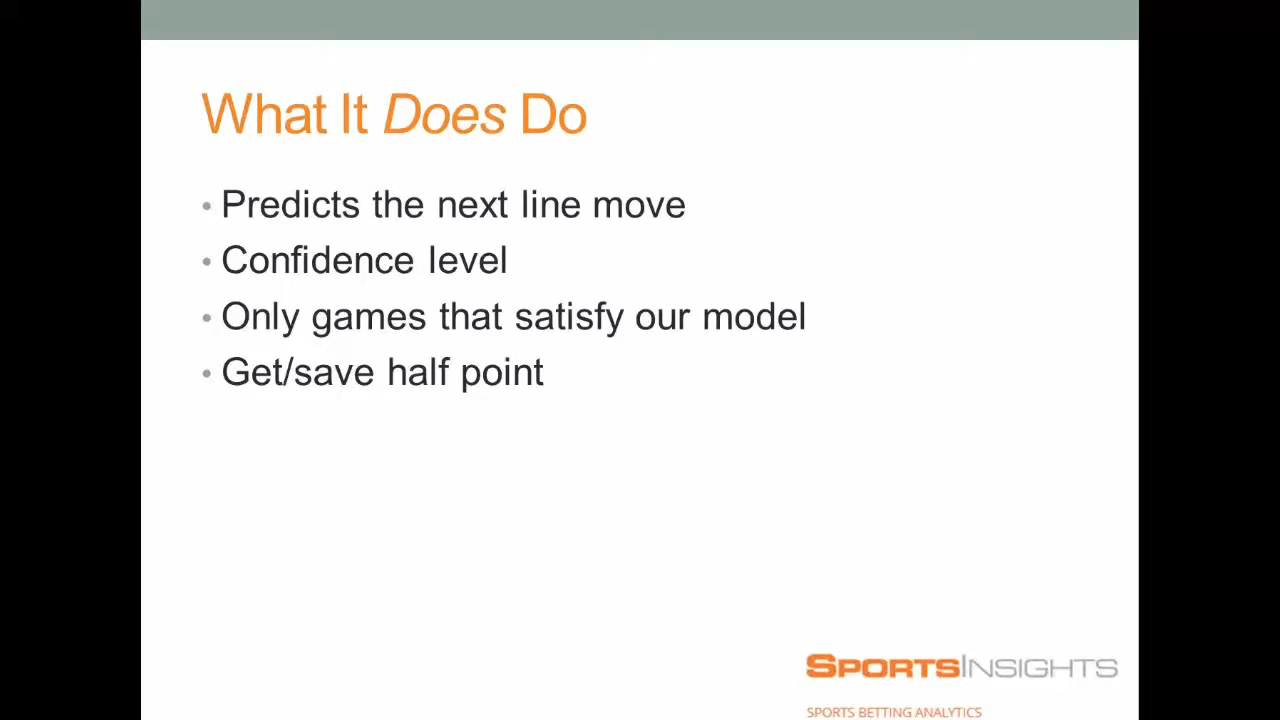 What It Does Do
• Predicts the next line move
• Confidence level
• Only games that satisfy our model
• Get/save half point
SPORTSINSIGHTS
SPORTS BETTING ANALYTICS